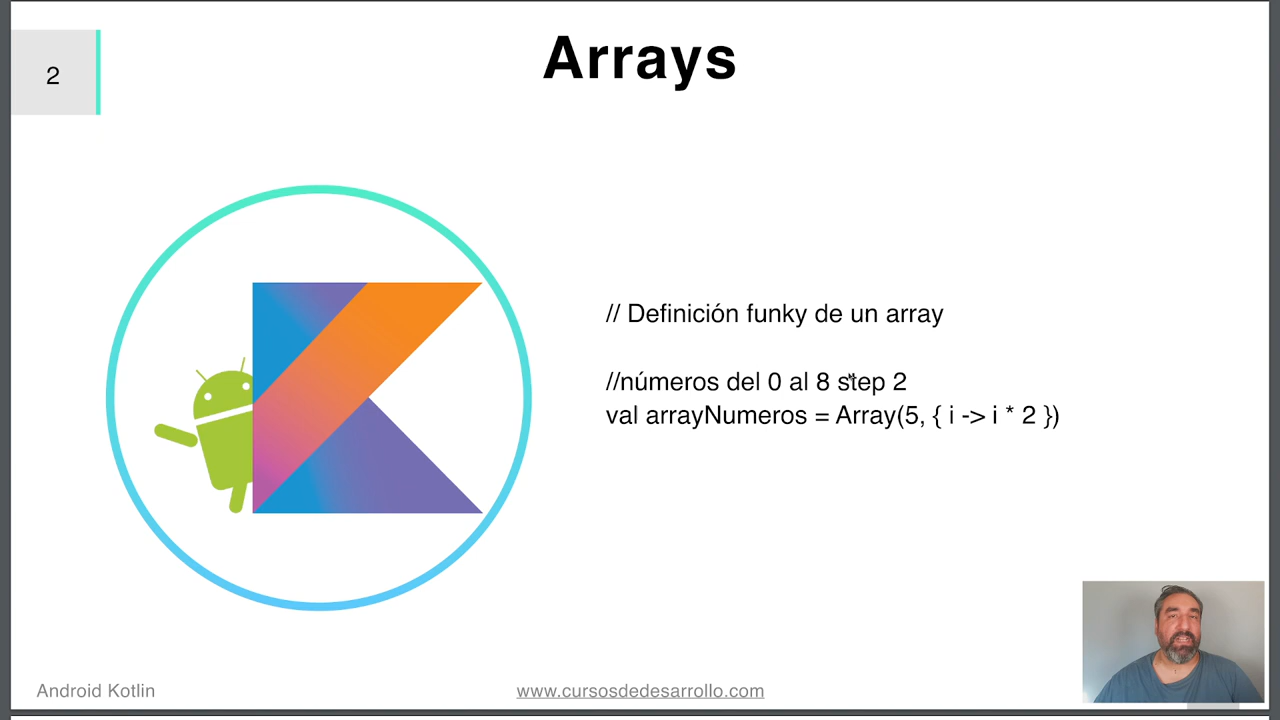 2
Arrays
// Definición funky de un array
//números del 0 al 8 step 2
val arrayNumeros = Array(5, { i -> i * 2 })
Android Kotlin
www.cursosdedesarrollo.com